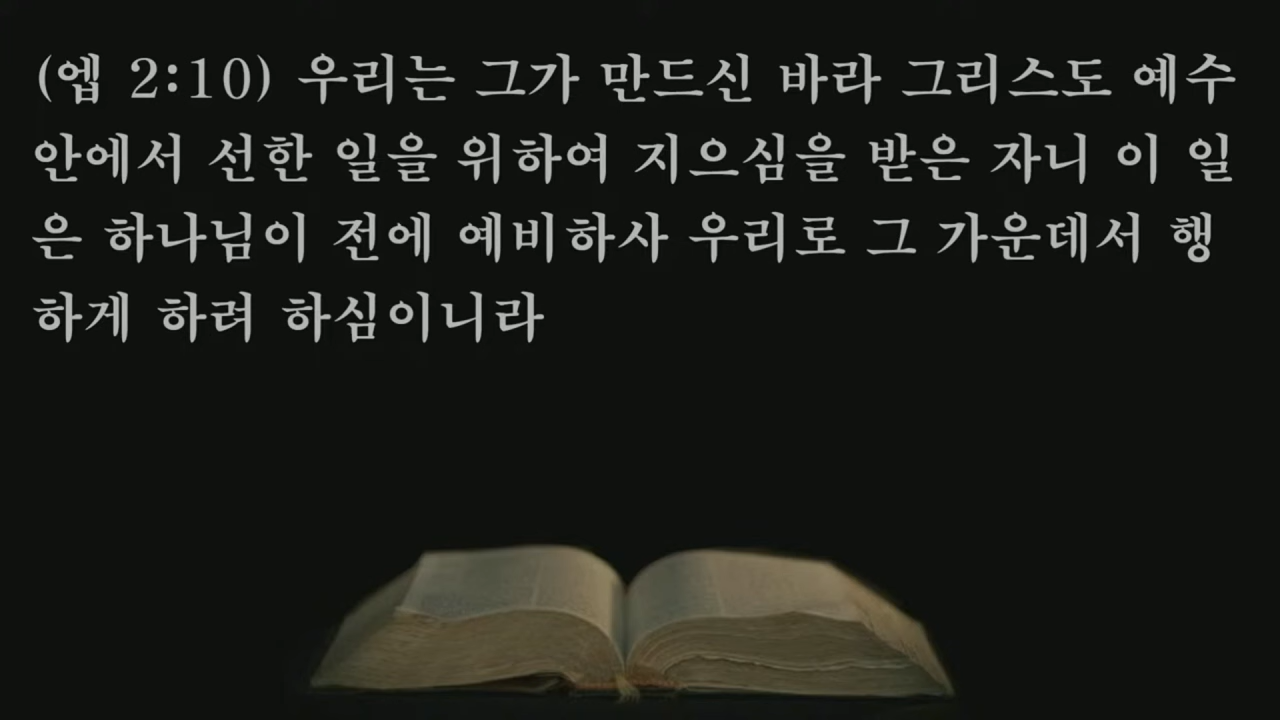 (엡 2:10) 우리는 그가 만드신 바라 그리스도 예수
안에서 선한 일을 위하여 지으심을 받은 자니 이 일
은 하나님이 전에 예비하사 우리로 그 가운데서 행
하게 하려 하심이니라